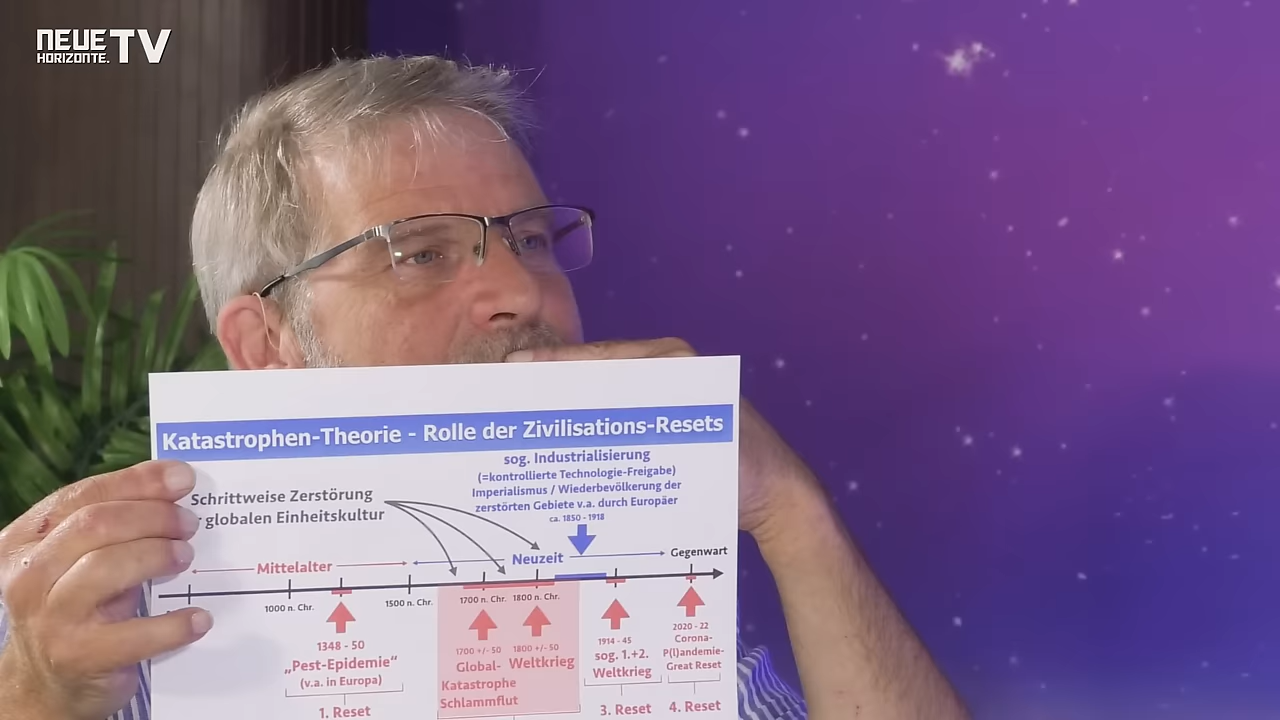 NEUE TV
HORIZONTE.
Katastrophen-Theorie - Rolle der Zivilisations-Resets
sog. Industrialisierung
(=kontrollierte Technologie-Freigabe)
Imperialismus / Wiederbevölkerung der
zerstörten Gebiete v.a. durch Europäer
ca. 1850 - 1918
Schrittweise Zerstörung
globalen Einheitskultur
Mittelalter
Neuzeit
Gegenwart
1000 n. Chr.
1500 n. Chr.
1700 n. Chr.
1800 n. Chr.
1348 - 50
„Pest-Epidemie“
(v.a. in Europa)
1. Reset
1700 +/- 50
Global-
Katastrophe
Schlammflut
1800 +/- 50
Weltkrieg
1914 - 45
sog. 1.+2.
Weltkrieg
3. Reset
2020 - 22
Corona-
P(l)andemie-
Great Reset
4. Reset